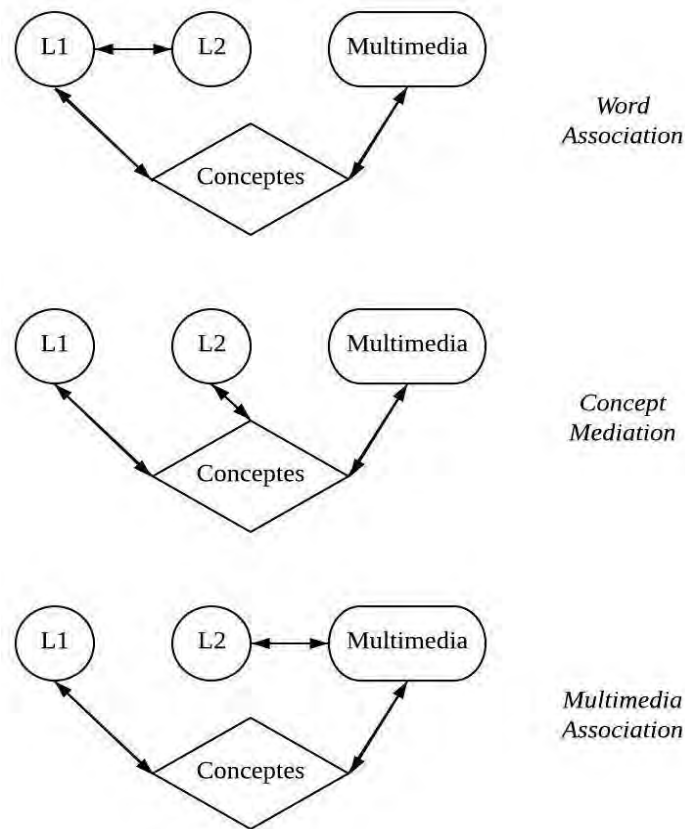 L1
L2
Multimedia
Conceptes
Word
Association
L1
L2
Multimedia
Conceptes
Concept
Mediation
L1
L2
Multimedia
Conceptes
Multimedia
Association